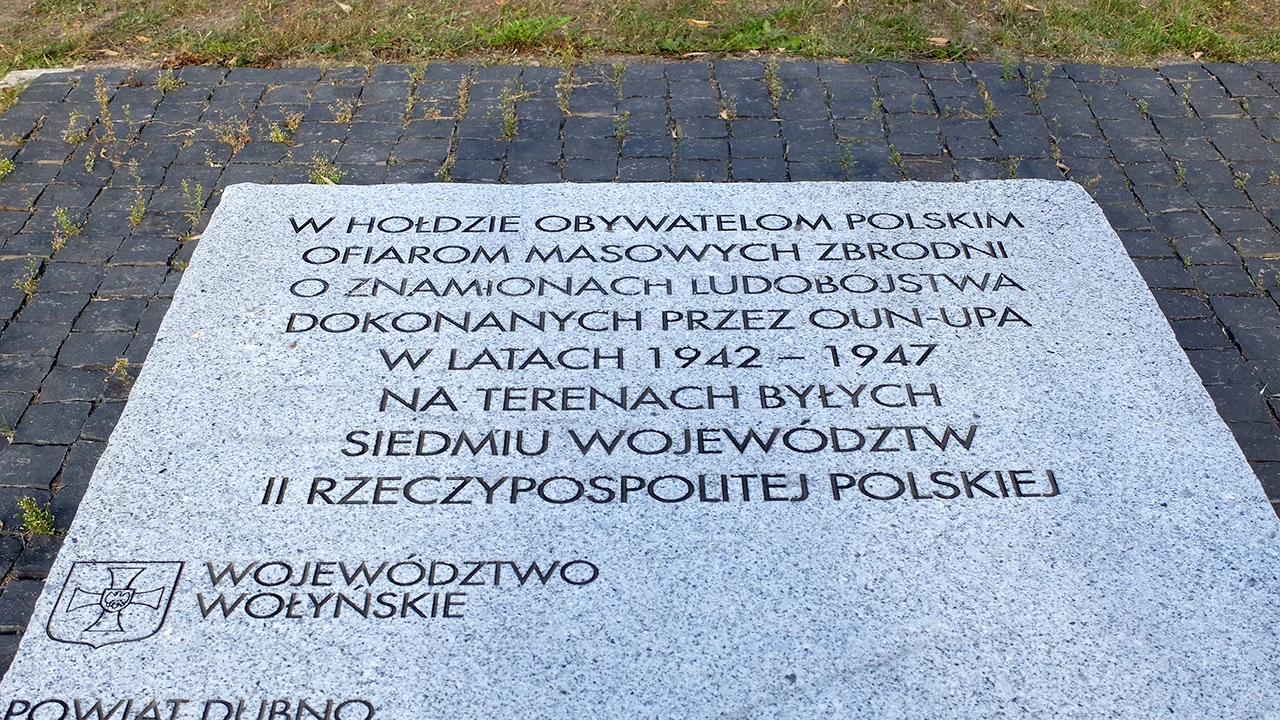 W HOŁDZIE OBYWATELOM POLSKIM
OFIAROM MASOWYCH ZBRODNI
O ZNAMIONACH LUDOBÓJSTWA
DOKONANYCH PRZEZ OUN-UPA
W LATACH 1942 – 1947
NA TERENACH BYŁYCH
SIEDMIU WOJEWÓDZTW
II RZECZYPOSPOLITEJ POLSKIEJ
WOJEWÓDZTWO
WOŁYŃSKIE
POWIAT DUBNO